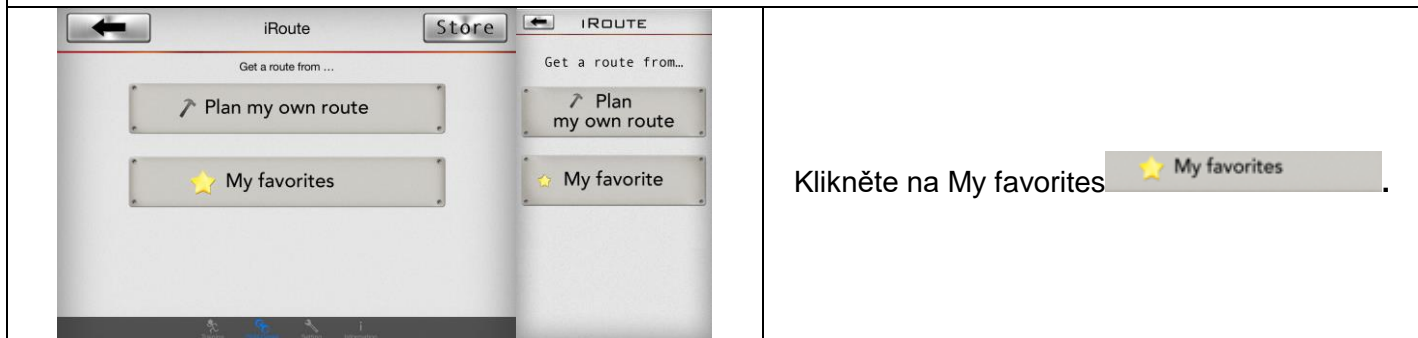 iRoute
Store
Get a route from ...
Plan my own route
My favorites
IROUTE
Get a route from…
Plan
my own route
My favorite
Klikněte na My favorites My favorites .